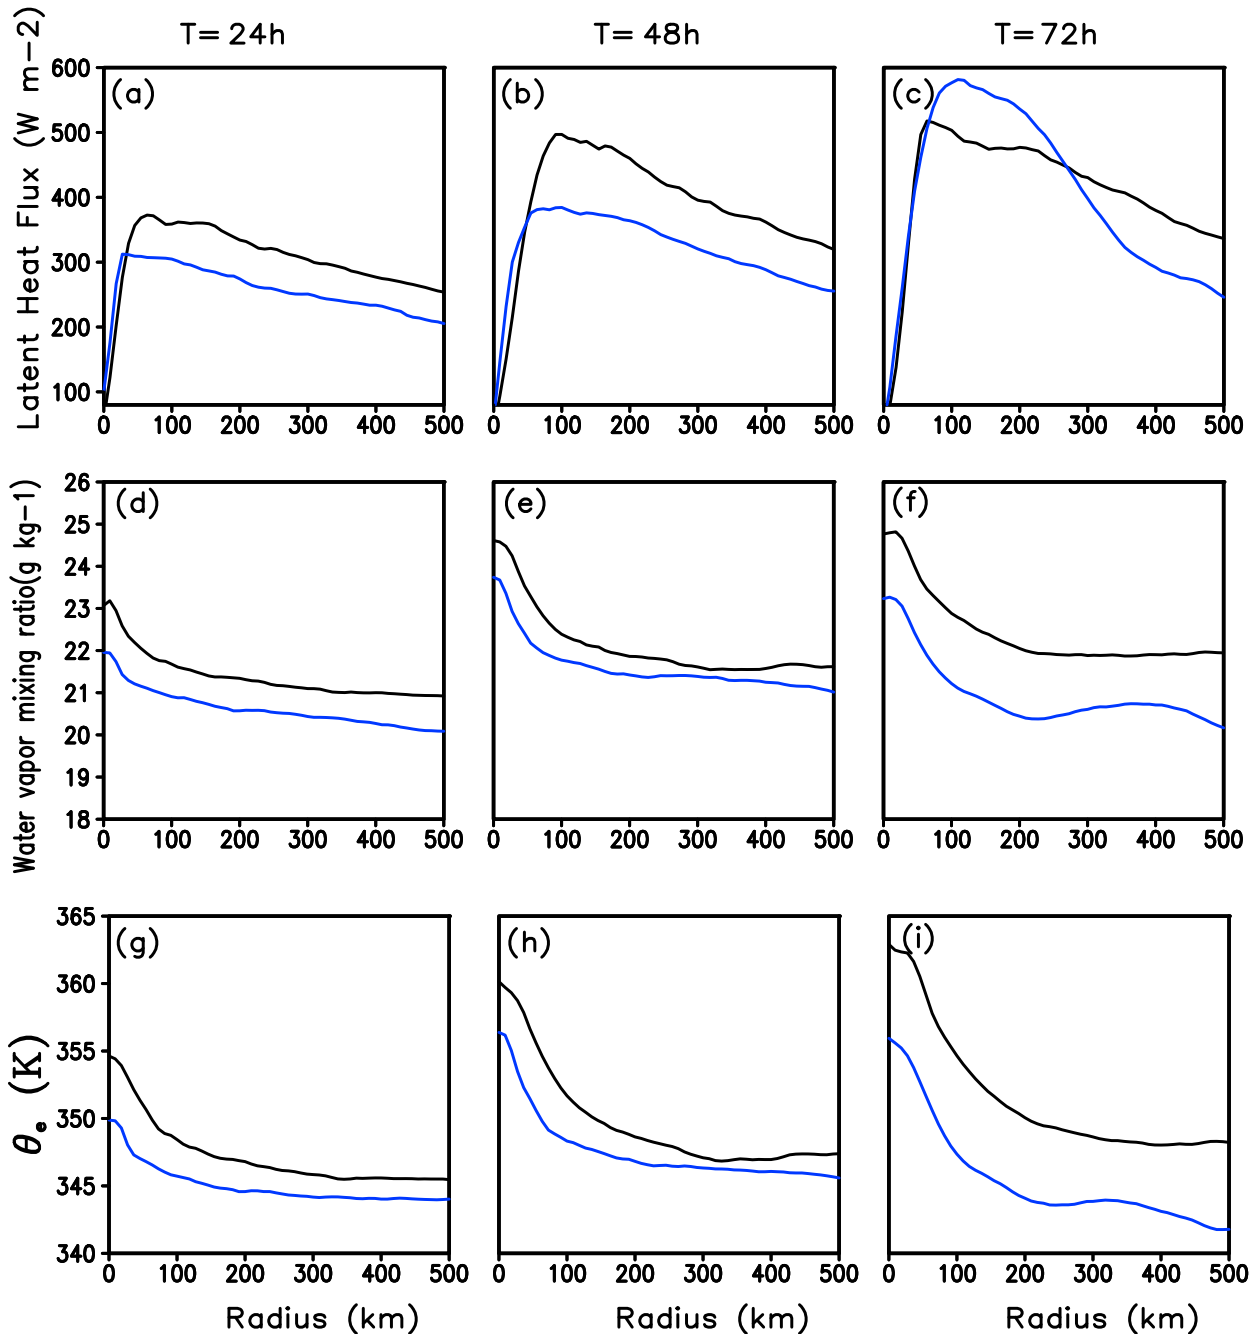 T= 24h T= 48h T=72h
Latent Heat Flux (W m-2)
600
500
400
300
200
100
(a)
0 100 200 300 400 500
(b)
0 100 200 300 400 500
(c)
0 100 200 300 400 500
Water vapor mixing ratio(g kg-1)
26
25
24
23
22
21
20
19
18
(d)
0 100 200 300 400 500
(e)
0 100 200 300 400 500
(f)
0 100 200 300 400 500
θe (K)
365
360
355
350
345
340
(g)
0 100 200 300 400 500
(h)
0 100 200 300 400 500
(i)
0 100 200 300 400 500
Radius (km) Radius (km) Radius (km)